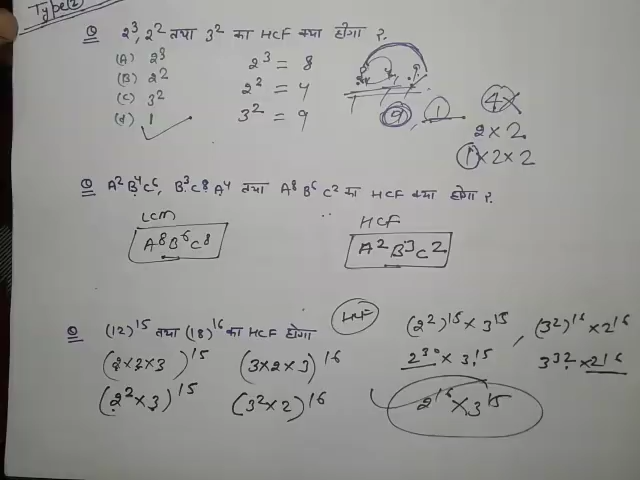 Type(2)
Q 2³, 2² तथा 3² का HCF क्या होगा ?
(A) 2³ 2³ = 8
(B) 2² 2² = 4
(C) 3² 3² = 9
(d) 1
9, 1 4×
2 × 2
1 × 2 × 2
Q A²B⁴C⁶, B³C⁸A⁴ तथा A⁸B⁶C² का HCF क्या होगा ?
LCM HCF
A⁸B⁶C⁸ A²B³C²
Q (12)¹⁵ तथा (18)¹⁶ का HCF होगा HCF (2²)¹⁵ × 3¹⁵, (3²)¹⁶ × 2¹⁶
(2×2×3)¹⁵ (3×2×3)¹⁶ 2³⁰ × 3¹⁵ 3³² × 2¹⁶
(2² × 3)¹⁵ (3² × 2)¹⁶ 2¹⁶ × 3¹⁵